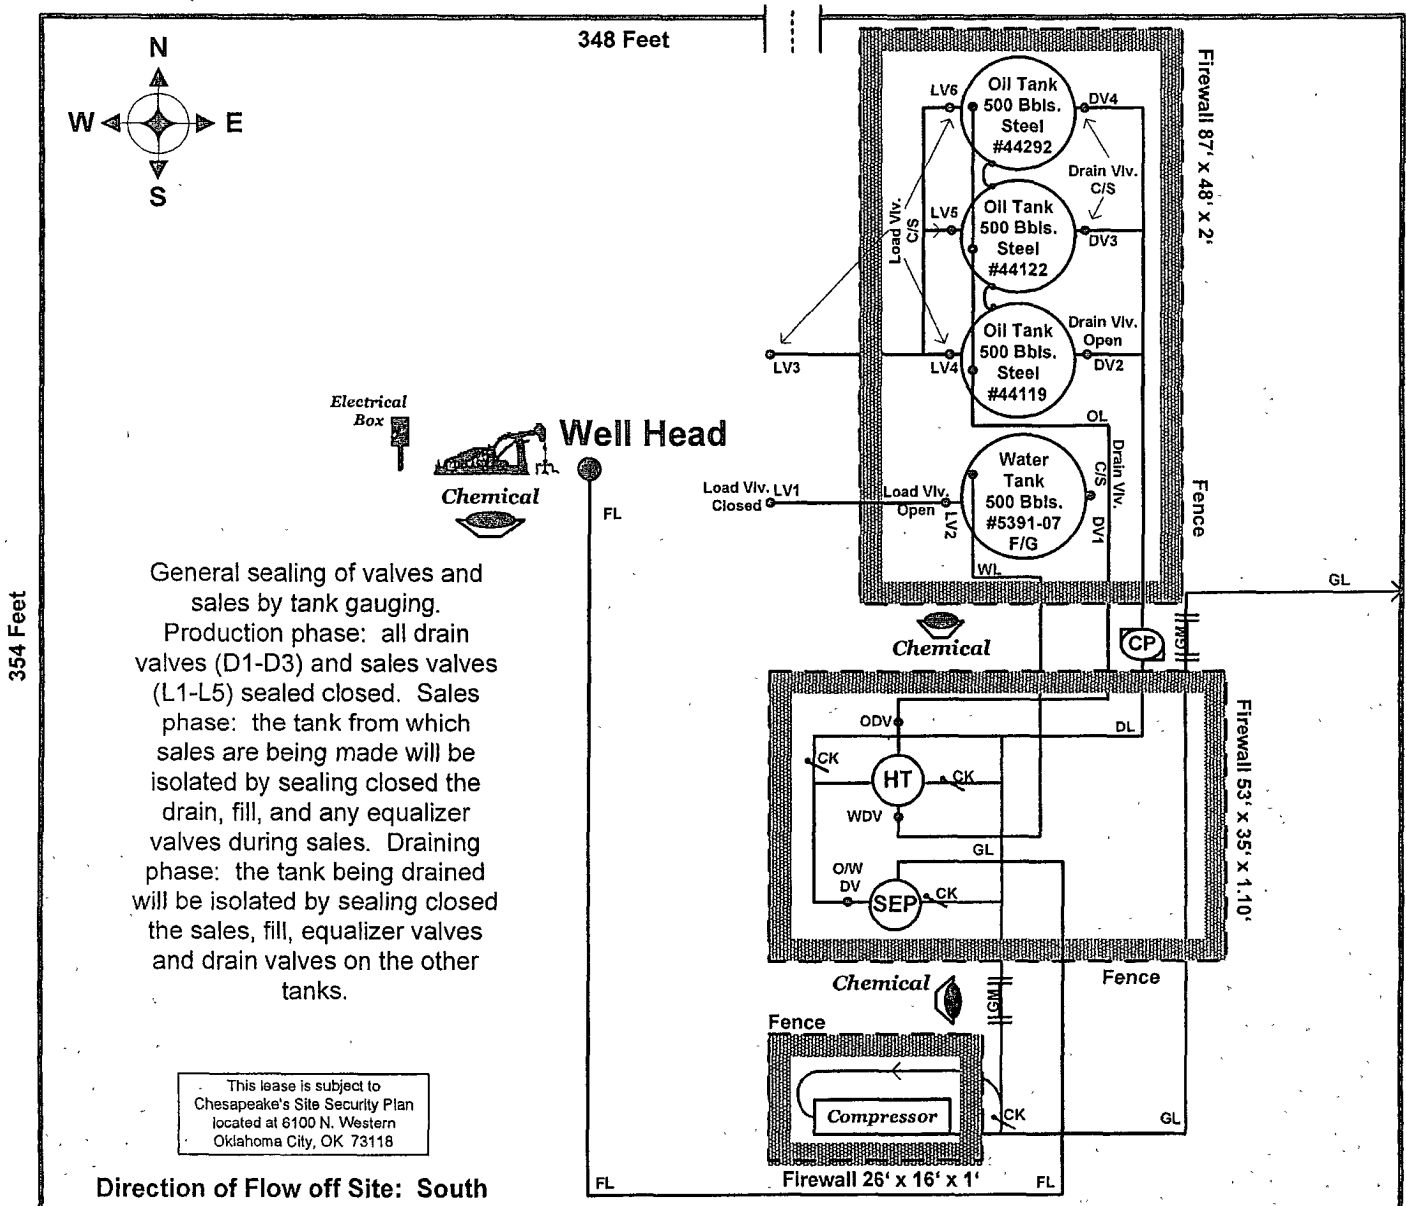 348 Feet
N
W
E
S
354 Feet
Firewall 87' x 48' x 2'
LV6
Oil Tank
500 Bbls.
Steel
#44292
DV4
Drain Vlv.
C/S
Load Vlv.
C/S
LV5
Oil Tank
500 Bbls.
Steel
#44122
DV3
LV3
LV4
Oil Tank
500 Bbls.
Steel
#44119
Drain Vlv.
Open
DV2
OL
Electrical
Box
Well Head
Chemical
FL
Load Vlv. LV1
Closed
Load Vlv.
Open
LV2
Water
Tank
500 Bbls.
#5391-07
F/G
Drain Vlv.
C/S
DV1
Fence
WL
GL
Chemical
CP
GM
General sealing of valves and
sales by tank gauging.
Production phase: all drain
valves (D1-D3) and sales valves
(L1-L5) sealed closed. Sales
phase: the tank from which
sales are being made will be
isolated by sealing closed the
drain, fill, and any equalizer
valves during sales. Draining
phase: the tank being drained
will be isolated by sealing closed
the sales, fill, equalizer valves
and drain valves on the other
tanks.
Firewall 53' x 35' x 1.10'
ODV
DL
CK
HT
CK
WDV
GL
O/W
DV
SEP
CK
Fence
Chemical
GM
Fence
Compressor
CK
GL
Firewall 26' x 16' x 1'
FL
FL
This lease is subject to
Chesapeake's Site Security Plan
located at 6100 N. Western
Oklahoma City, OK 73118
Direction of Flow off Site: South